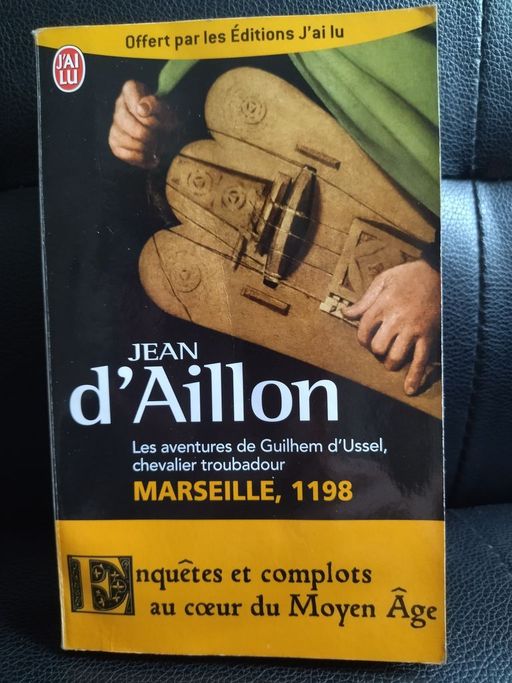 Offert par les Éditions J'ai lu
J'AI
LU
JEAN
d'Aillon
Les aventures de Guilhem d'Ussel,
chevalier troubadour
MARSEILLE, 1198
Enquêtes et complots
au cœur du Moyen Âge